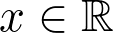 x ∈ ℝ